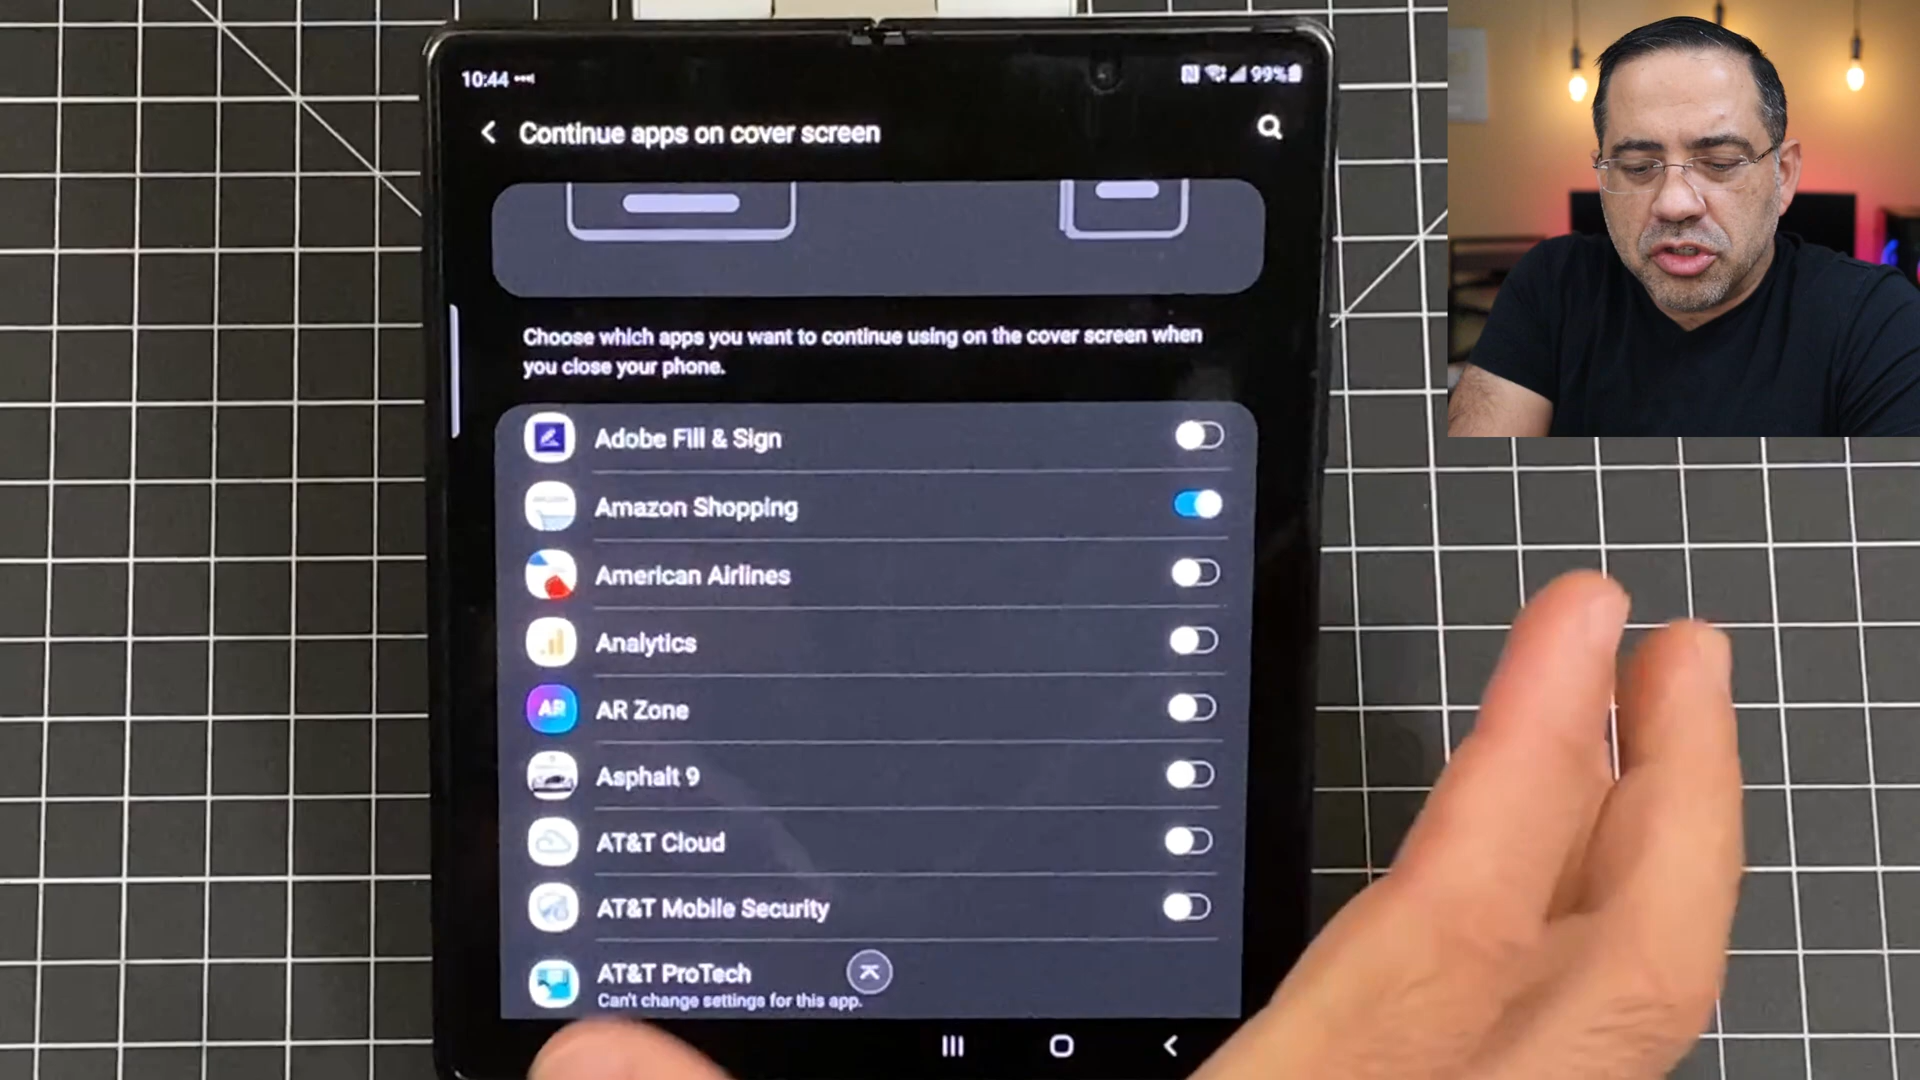 10:44
99%
Continue apps on cover screen
Choose which apps you want to continue using on the cover screen when
you close your phone.
Adobe Fill & Sign
Amazon Shopping
American Airlines
Analytics
AR
AR Zone
Asphalt 9
AT&T Cloud
AT&T Mobile Security
AT&T ProTech
Can't change settings for this app.